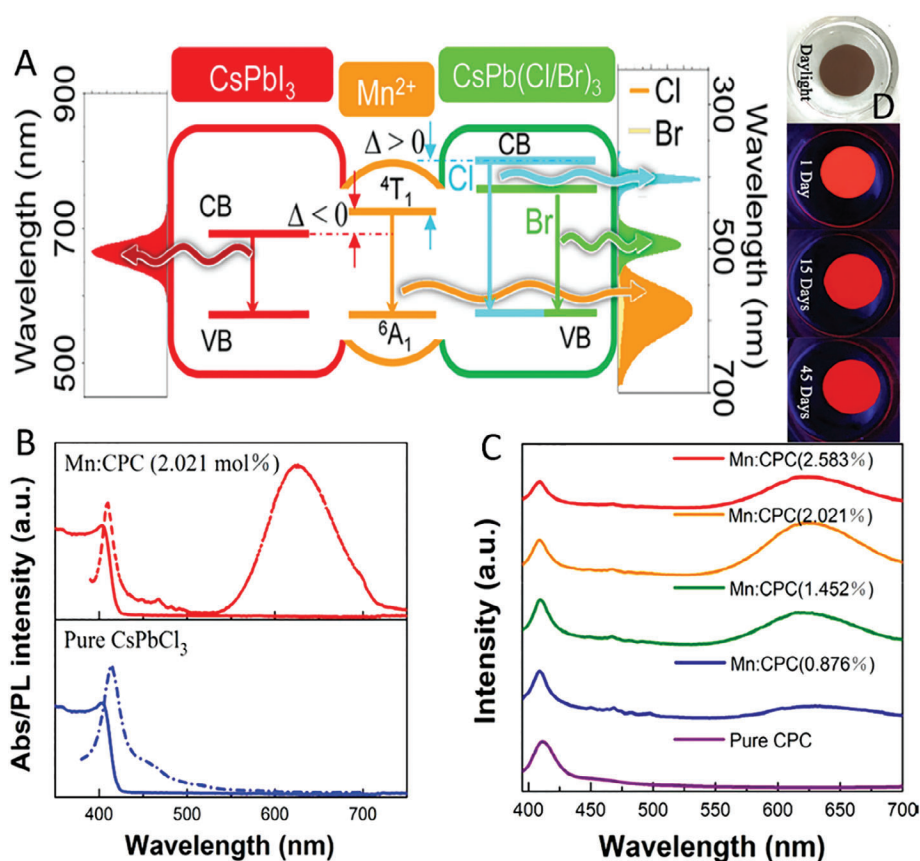 A
CsPbI3
Mn2+
CsPb(Cl/Br)3
Wavelength (nm)
900
700
500
CB
VB
Δ < 0
Δ > 0
4T1
6A1
CB
Cl
Br
VB
Cl
Br
300
500
700
Wavelength (nm)
D
Daylight
1 Day
15 Days
45 Days
B
Abs/PL intensity (a.u.)
Mn:CPC (2.021 mol%)
Pure CsPbCl3
400 500 600 700
Wavelength (nm)
C
Intensity (a.u.)
Mn:CPC(2.583%)
Mn:CPC(2.021%)
Mn:CPC(1.452%)
Mn:CPC(0.876%)
Pure CPC
400 450 500 550 600 650 700
Wavelength (nm)